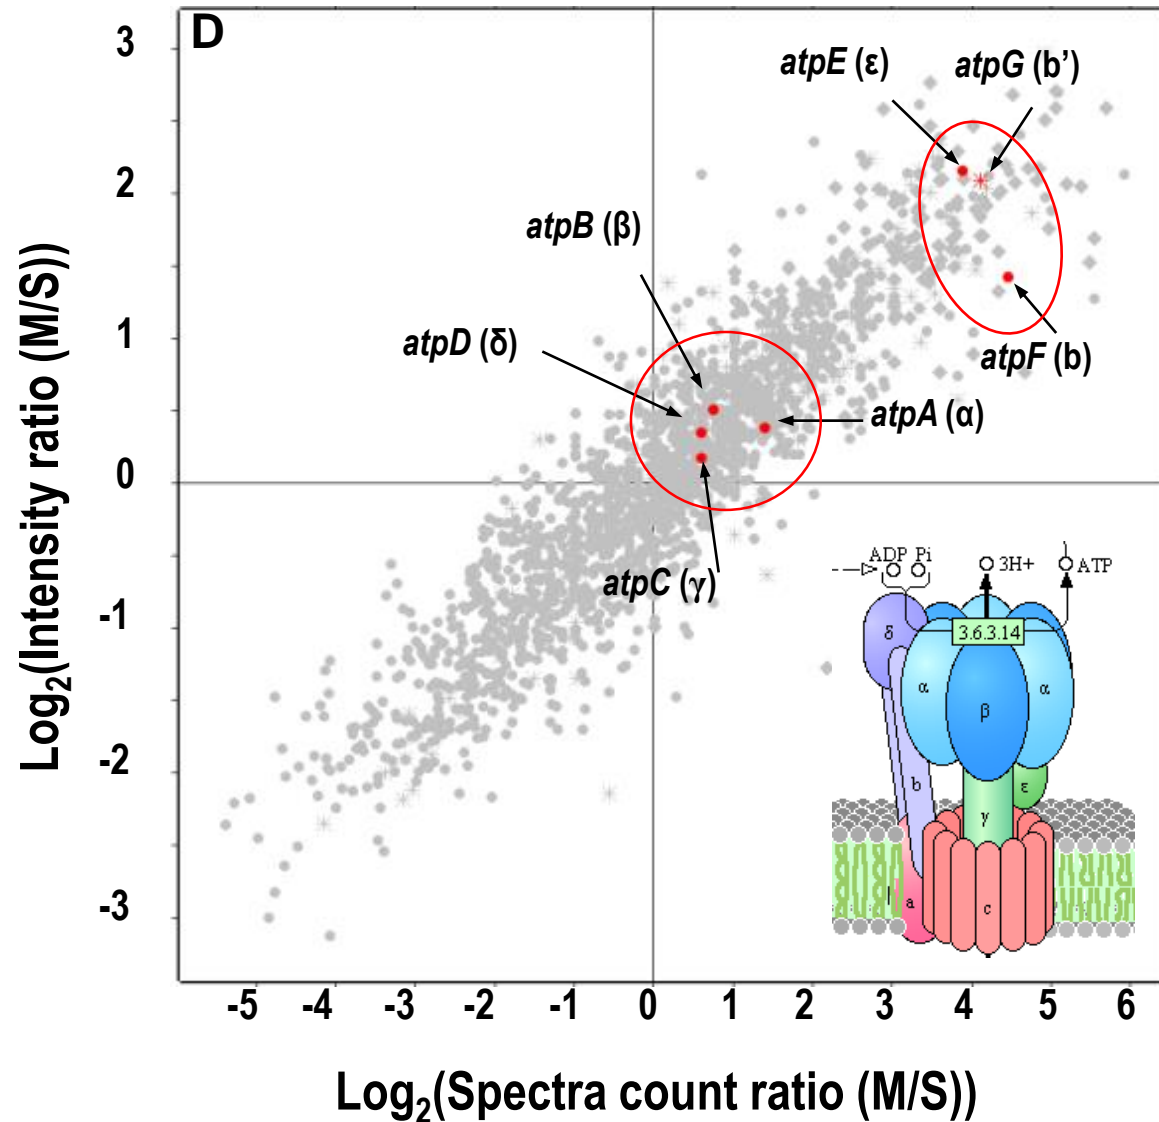 D
3
2
1
0
-1
-2
-3
Log2(Intensity ratio (M/S))
atpE (ε)
atpG (b’)
atpB (β)
atpD (δ)
atpF (b)
atpA (α)
atpC (γ)
ADP Pi
3H+
ATP
3.6.3.14
δ
α
β
α
b
γ
ε
a
c
-5 -4 -3 -2 -1 0 1 2 3 4 5 6
Log2(Spectra count ratio (M/S))